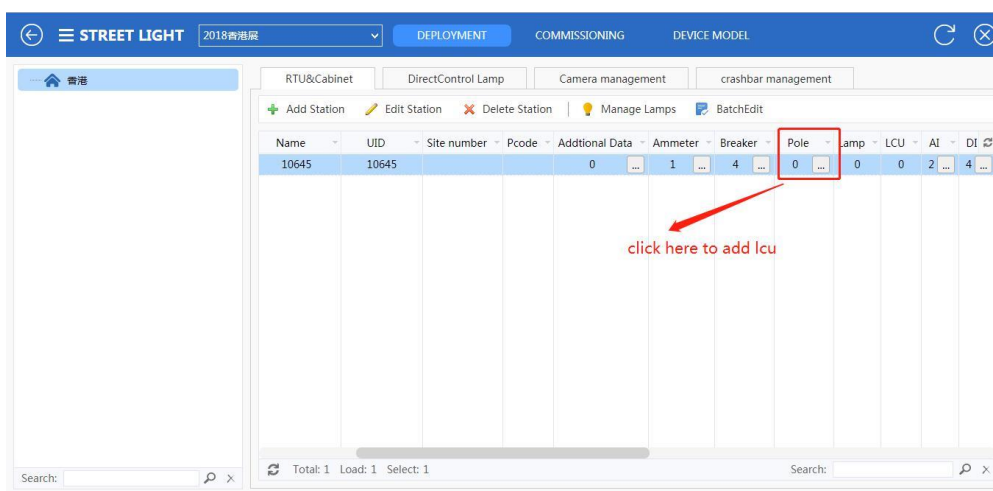 STREET LIGHT 2018香港展 DEPLOYMENT COMMISSIONING DEVICE MODEL
香港
RTU&Cabinet DirectControl Lamp Camera management crashbar management
Add Station Edit Station Delete Station Manage Lamps BatchEdit
Name UID Site number Pcode Addtional Data Ammeter Breaker Pole Lamp LCU AI DI
10645 10645 0 ... 1 ... 4 ... 0 ... 0 0 2 ... 4 ...
click here to add lcu
Total: 1 Load: 1 Select: 1 Search:
Search: